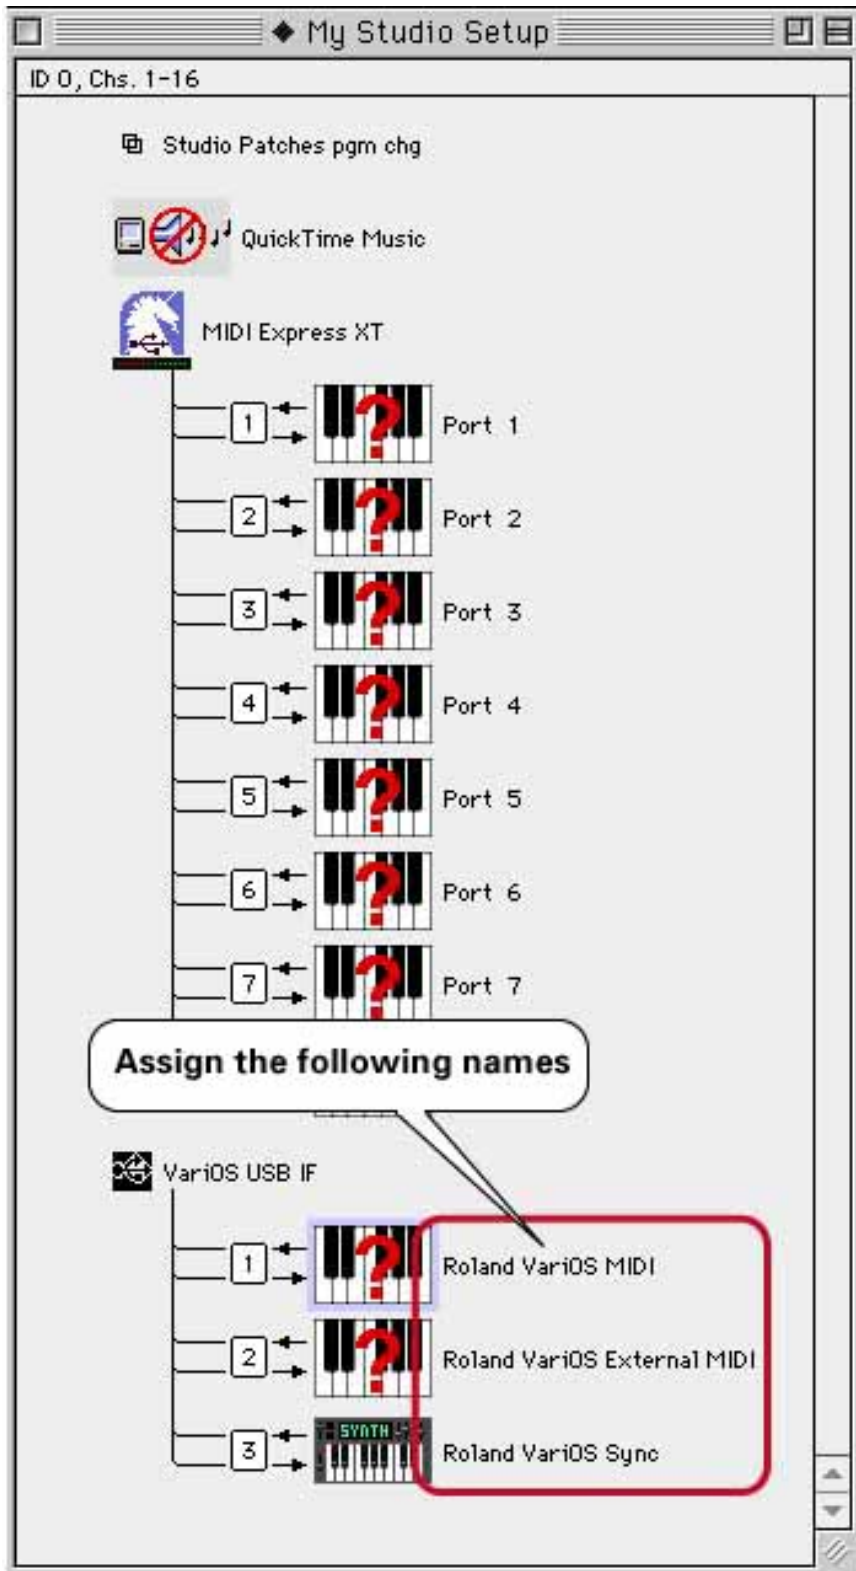 My Studio Setup
ID 0, Chs. 1-16
Studio Patches pgm chg
QuickTime Music
MIDI Express XT
1 Port 1
2 Port 2
3 Port 3
4 Port 4
5 Port 5
6 Port 6
7 Port 7
Assign the following names
VariOS USB IF
1 Roland VariOS MIDI
2 Roland VariOS External MIDI
SYNTH
3 Roland VariOS Sync